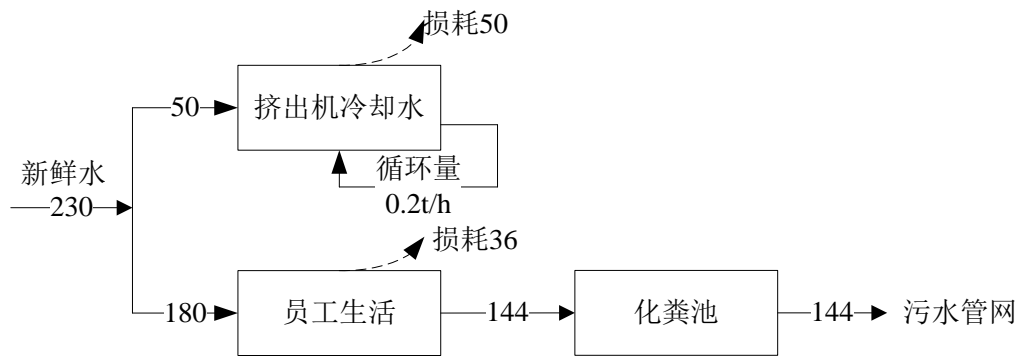 损耗50
50
挤出机冷却水
新鲜水
230
循环量
0.2t/h
损耗36
180
员工生活
144
化粪池
144
污水管网